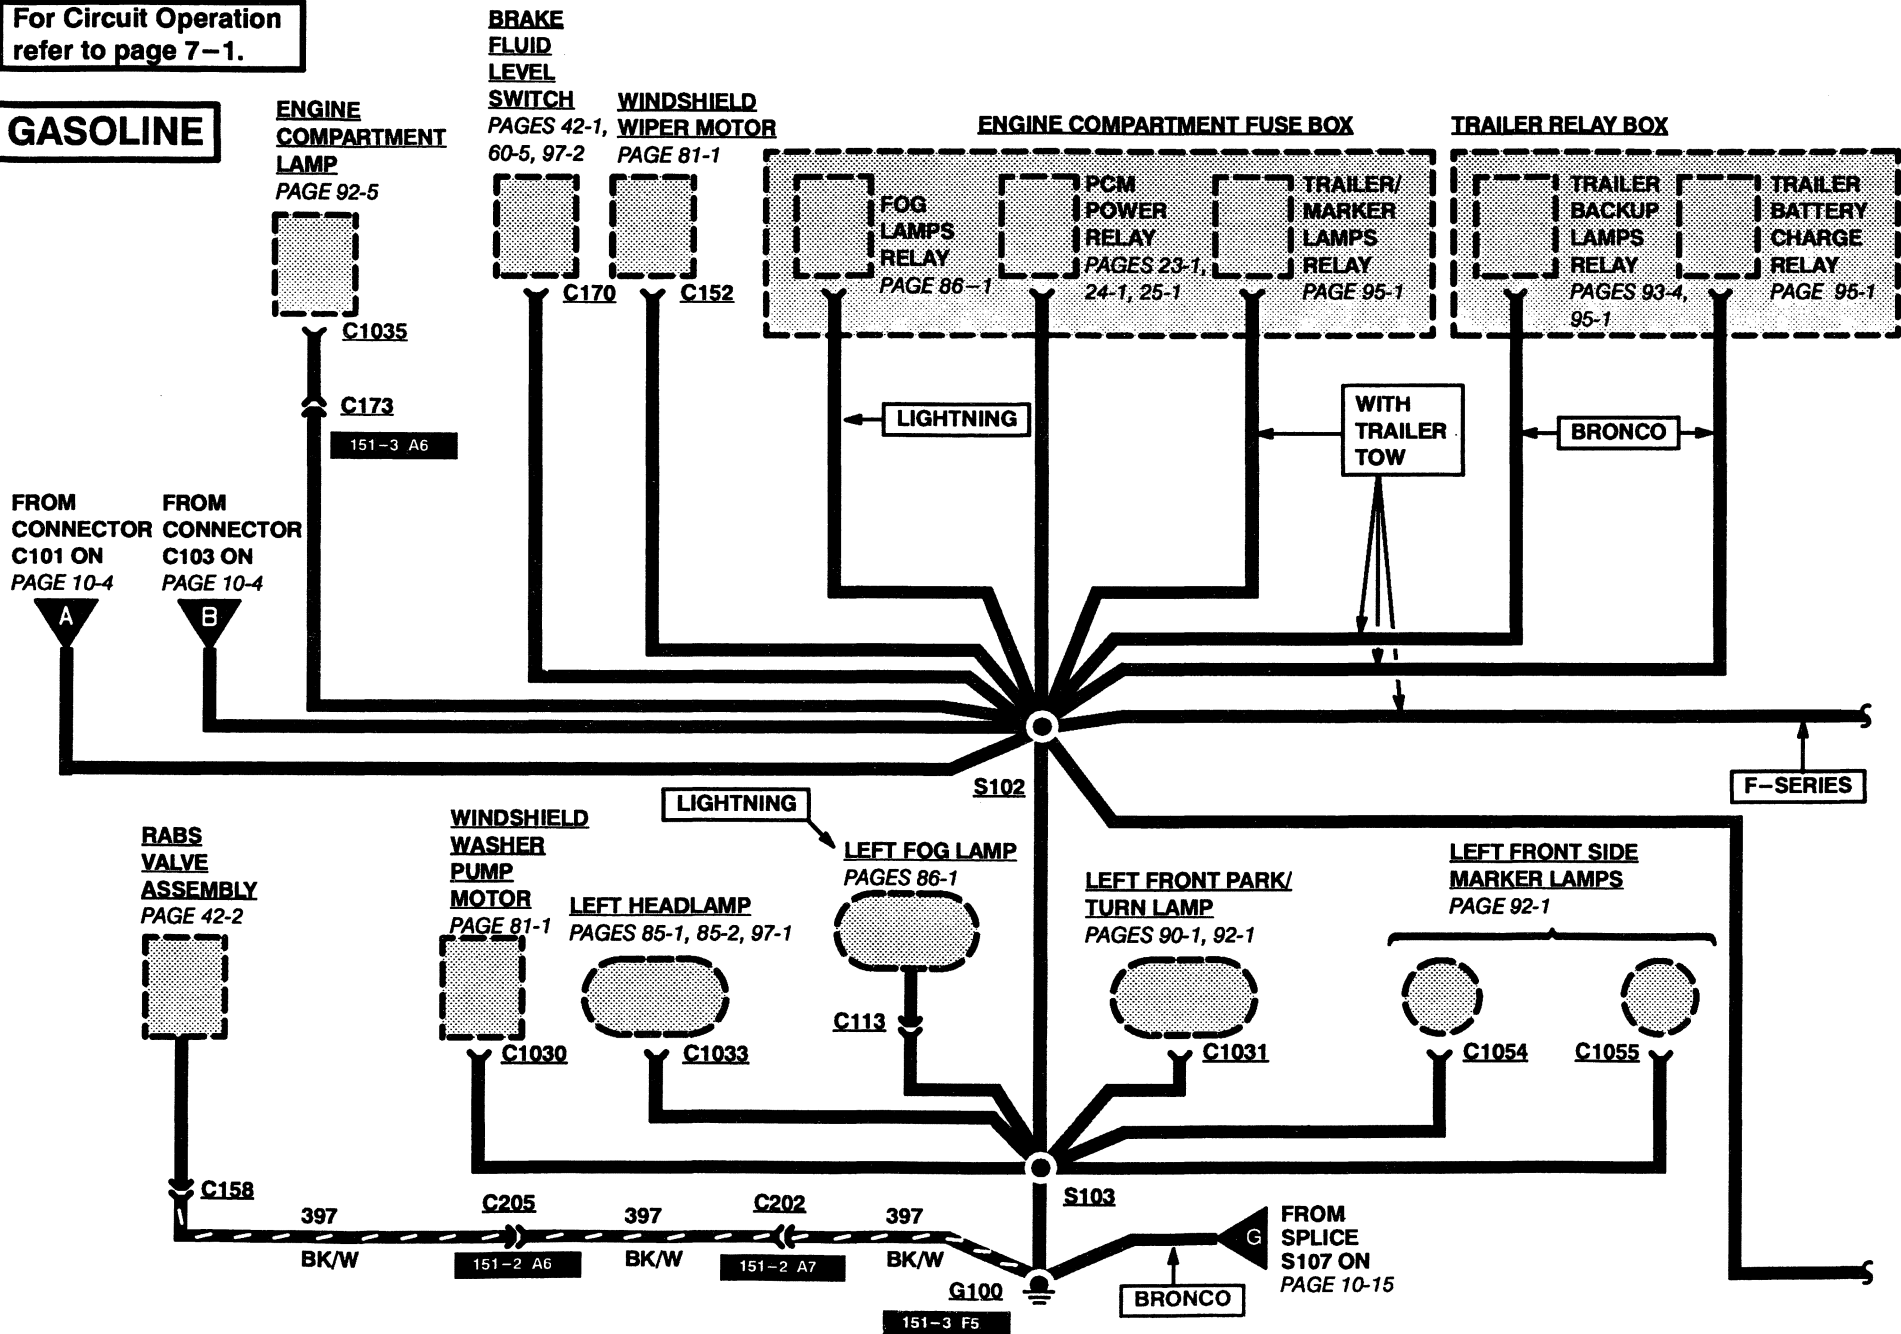 For Circuit Operation
refer to page 7–1.
GASOLINE
ENGINE
COMPARTMENT
LAMP
PAGE 92-5
C1035
C173
151–3 A6
BRAKE
FLUID
LEVEL
SWITCH
PAGES 42-1,
60-5, 97-2
C170
WINDSHIELD
WIPER MOTOR
PAGE 81-1
C152
ENGINE COMPARTMENT FUSE BOX
FOG
LAMPS
RELAY
PAGE 86–1
PCM
POWER
RELAY
PAGES 23-1,
24-1, 25-1
TRAILER/
MARKER
LAMPS
RELAY
PAGE 95-1
TRAILER RELAY BOX
TRAILER
BACKUP
LAMPS
RELAY
PAGES 93-4,
95-1
TRAILER
BATTERY
CHARGE
RELAY
PAGE 95-1
LIGHTNING
WITH
TRAILER
TOW
BRONCO
FROM
CONNECTOR
C101 ON
PAGE 10-4
A
FROM
CONNECTOR
C103 ON
PAGE 10-4
B
S102
F–SERIES
RABS
VALVE
ASSEMBLY
PAGE 42-2
C158
WINDSHIELD
WASHER
PUMP
MOTOR
PAGE 81-1
C1030
LEFT HEADLAMP
PAGES 85-1, 85-2, 97-1
C1033
LIGHTNING
LEFT FOG LAMP
PAGES 86-1
C113
LEFT FRONT PARK/
TURN LAMP
PAGES 90-1, 92-1
C1031
LEFT FRONT SIDE
MARKER LAMPS
PAGE 92-1
C1054
C1055
S103
397
BK/W
C205
151–2 A6
397
BK/W
C202
151–2 A7
397
BK/W
G100
151–3 F5
BRONCO
G
FROM
SPLICE
S107 ON
PAGE 10-15